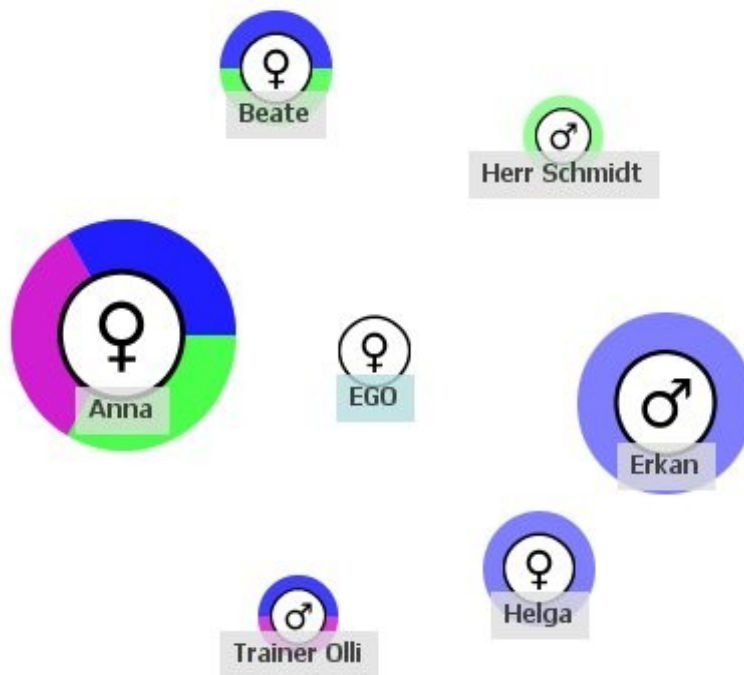 Beate
Herr Schmidt
Anna
EGO
Erkan
Helga
Trainer Olli